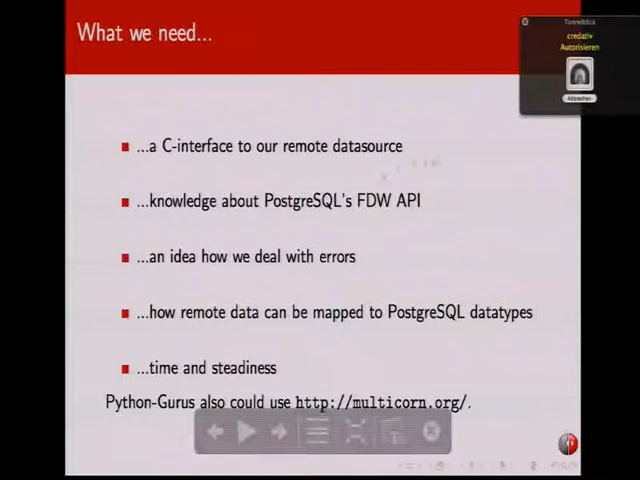 What we need...
Tunnelblick
credativ
Autorisieren
Abbrechen
...a C-interface to our remote datasource
...knowledge about PostgreSQL's FDW API
...an idea how we deal with errors
...how remote data can be mapped to PostgreSQL datatypes
...time and steadiness
Python-Gurus also could use http://multicorn.org/.